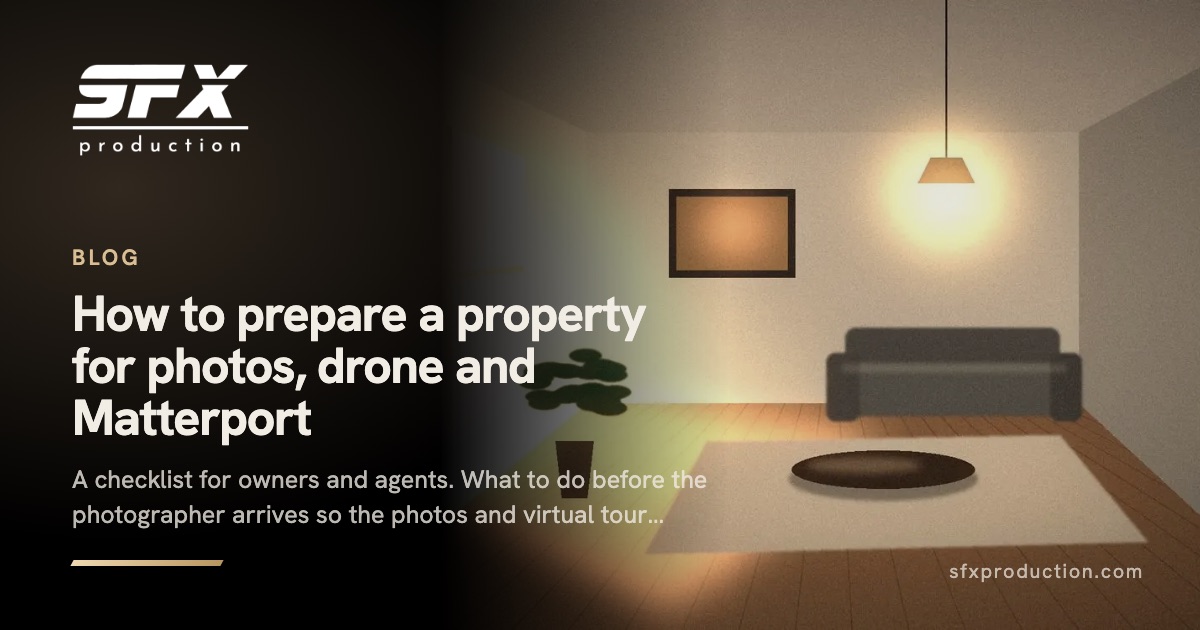 SFX
production
BLOG
How to prepare a property
for photos, drone and
Matterport
A checklist for owners and agents. What to do before the
photographer arrives so the photos and virtual tour...
sfxproduction.com